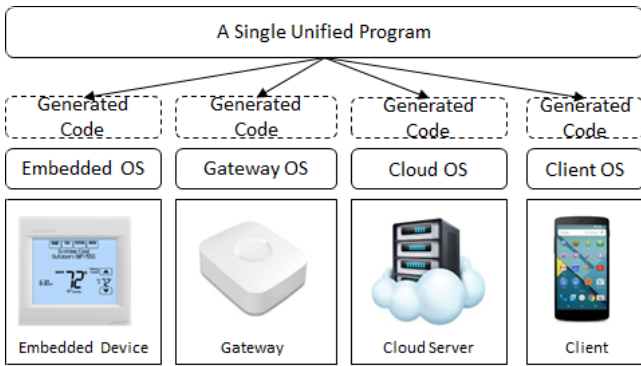 A Single Unified Program
Generated Code
Generated Code
Generated Code
Generated Code
Embedded OS
Gateway OS
Cloud OS
Client OS
72
Embedded Device
Gateway
Cloud Server
Client